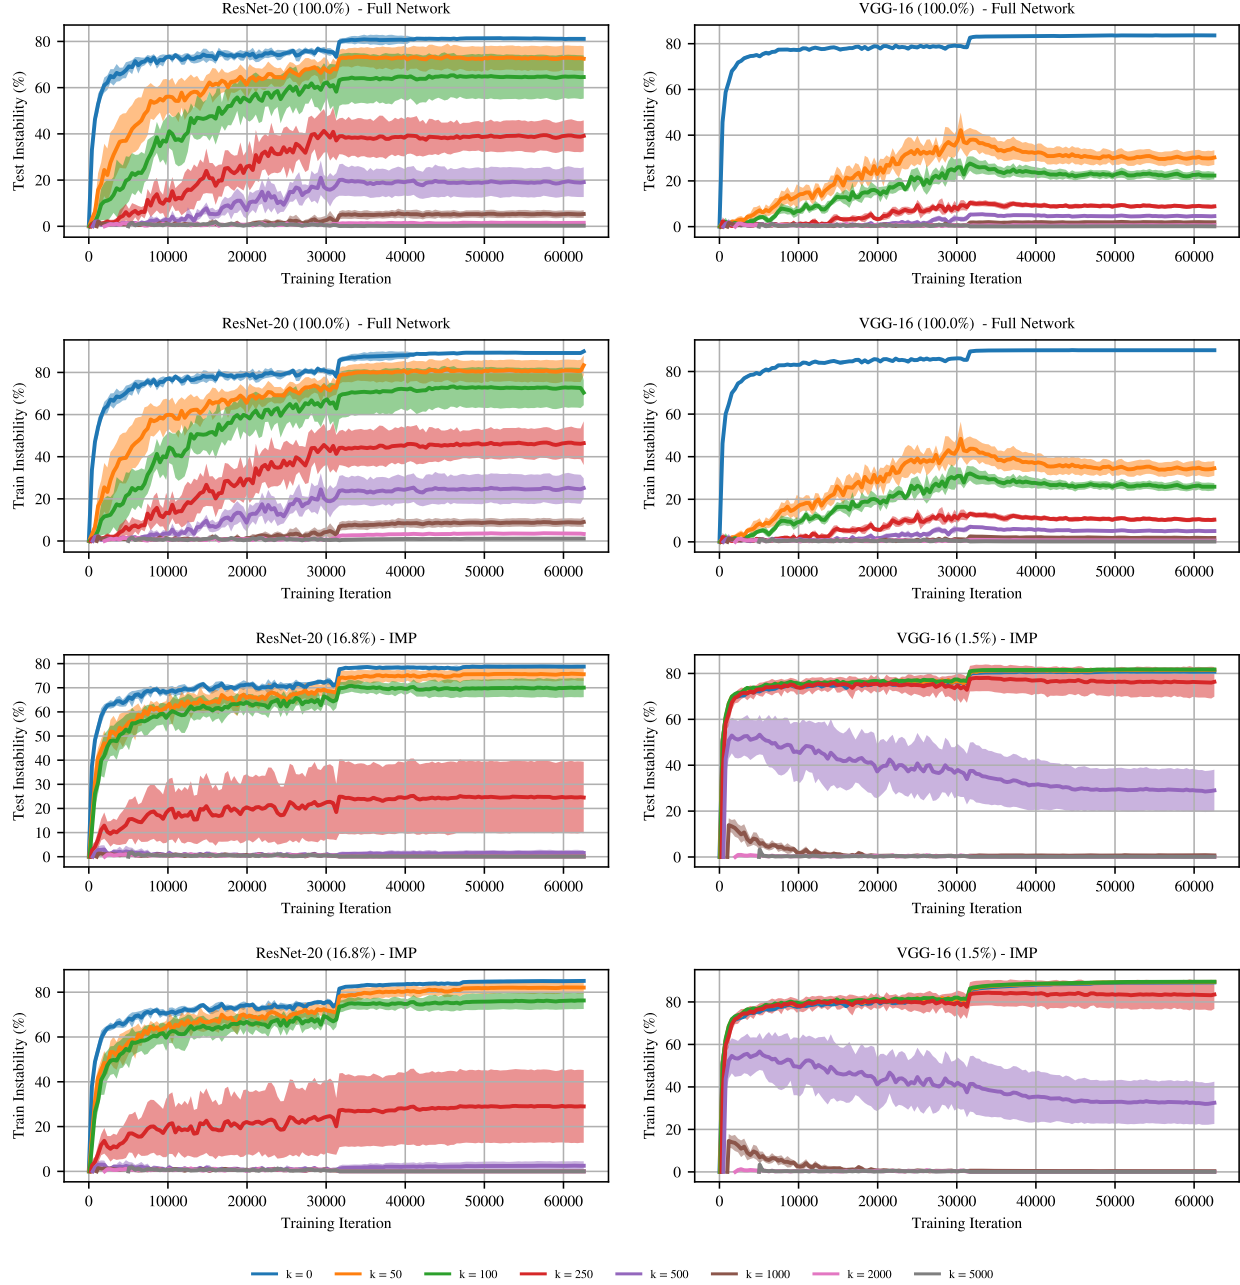 ResNet-20 (100.0%) - Full Network
Test Instability (%)
80
60
40
20
0
0 10000 20000 30000 40000 50000 60000
Training Iteration
VGG-16 (100.0%) - Full Network
Test Instability (%)
80
60
40
20
0
0 10000 20000 30000 40000 50000 60000
Training Iteration
ResNet-20 (100.0%) - Full Network
Train Instability (%)
80
60
40
20
0
0 10000 20000 30000 40000 50000 60000
Training Iteration
VGG-16 (100.0%) - Full Network
Train Instability (%)
80
60
40
20
0
0 10000 20000 30000 40000 50000 60000
Training Iteration
ResNet-20 (16.8%) - IMP
Test Instability (%)
80
70
60
50
40
30
20
10
0
0 10000 20000 30000 40000 50000 60000
Training Iteration
VGG-16 (1.5%) - IMP
Test Instability (%)
80
60
40
20
0
0 10000 20000 30000 40000 50000 60000
Training Iteration
ResNet-20 (16.8%) - IMP
Train Instability (%)
80
60
40
20
0
0 10000 20000 30000 40000 50000 60000
Training Iteration
VGG-16 (1.5%) - IMP
Train Instability (%)
80
60
40
20
0
0 10000 20000 30000 40000 50000 60000
Training Iteration
k = 0 k = 50 k = 100 k = 250 k = 500 k = 1000 k = 2000 k = 5000